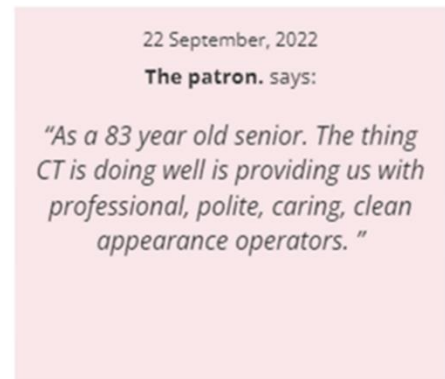 22 September, 2022
The patron. says:
“As a 83 year old senior. The thing
CT is doing well is providing us with
professional, polite, caring, clean
appearance operators. ”